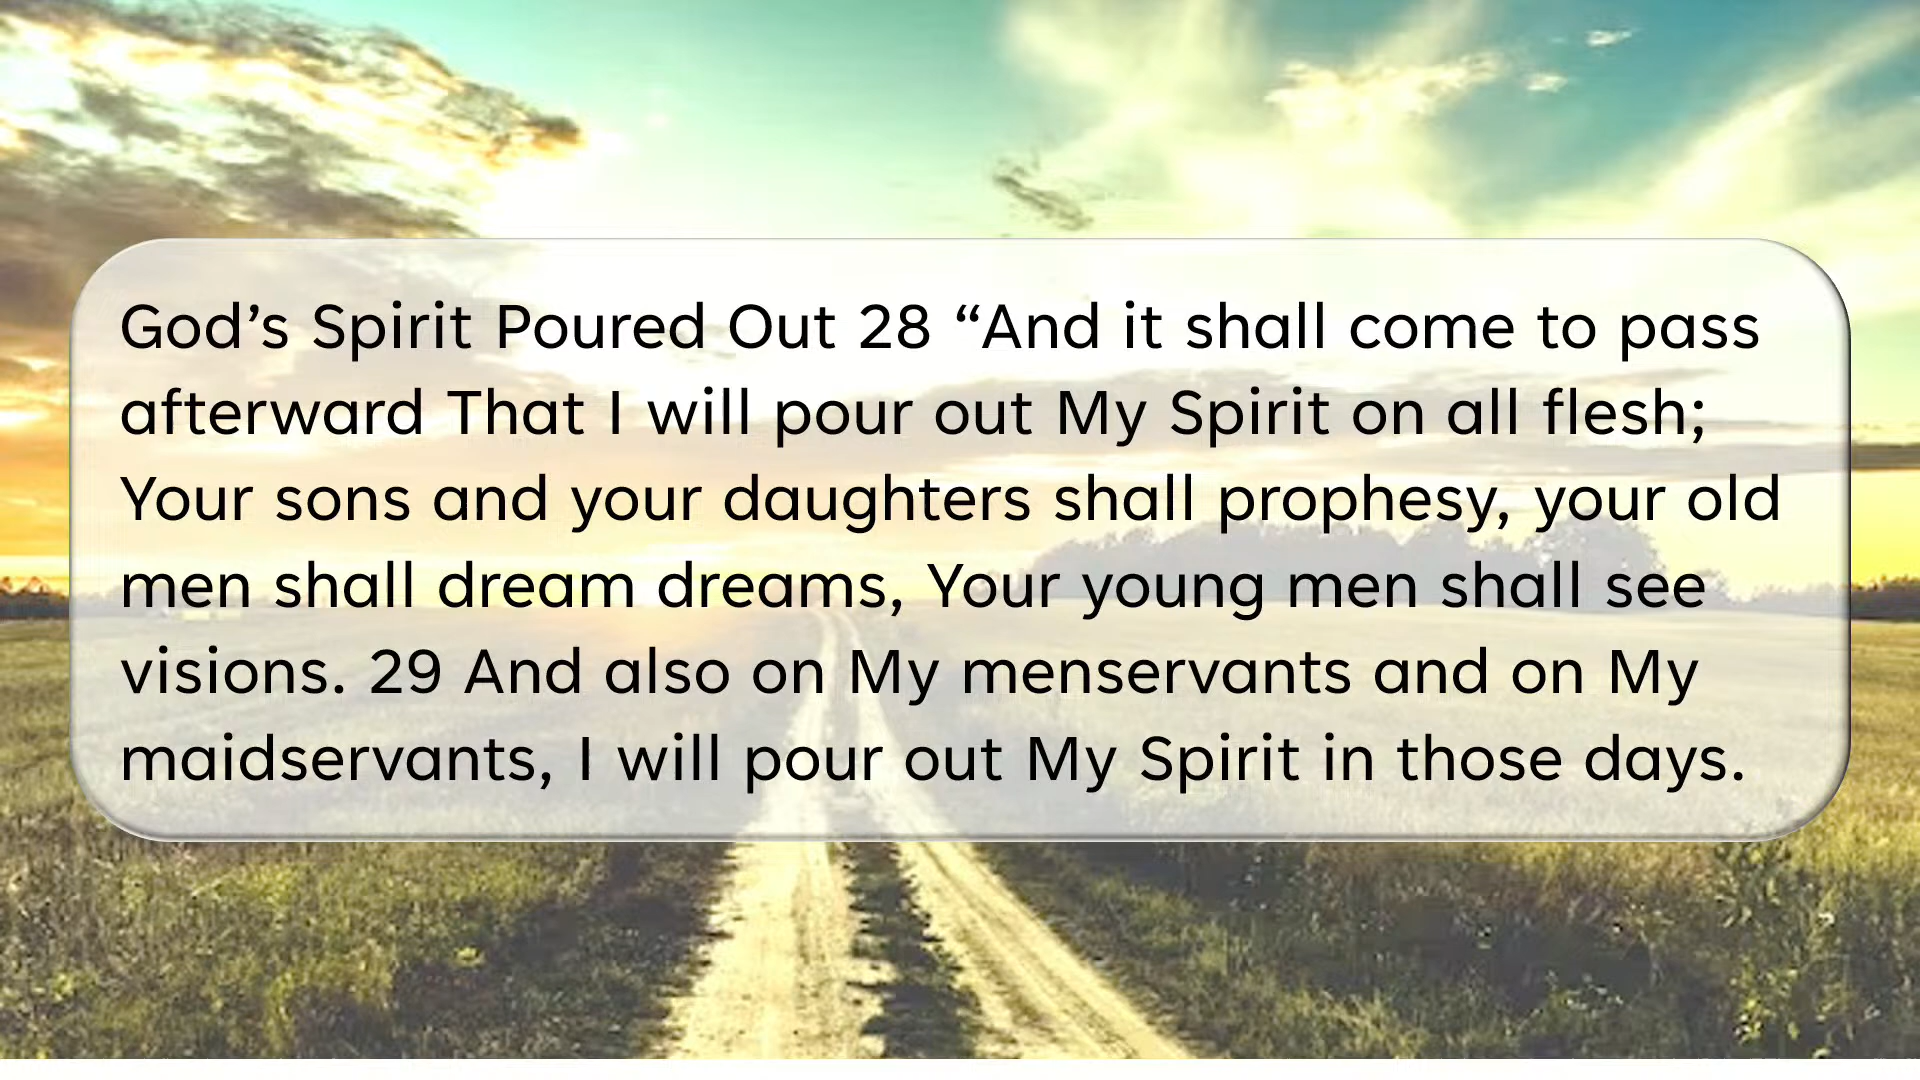 God’s Spirit Poured Out 28 “And it shall come to pass
afterward That I will pour out My Spirit on all flesh;
Your sons and your daughters shall prophesy, your old
men shall dream dreams, Your young men shall see
visions. 29 And also on My menservants and on My
maidservants, I will pour out My Spirit in those days.